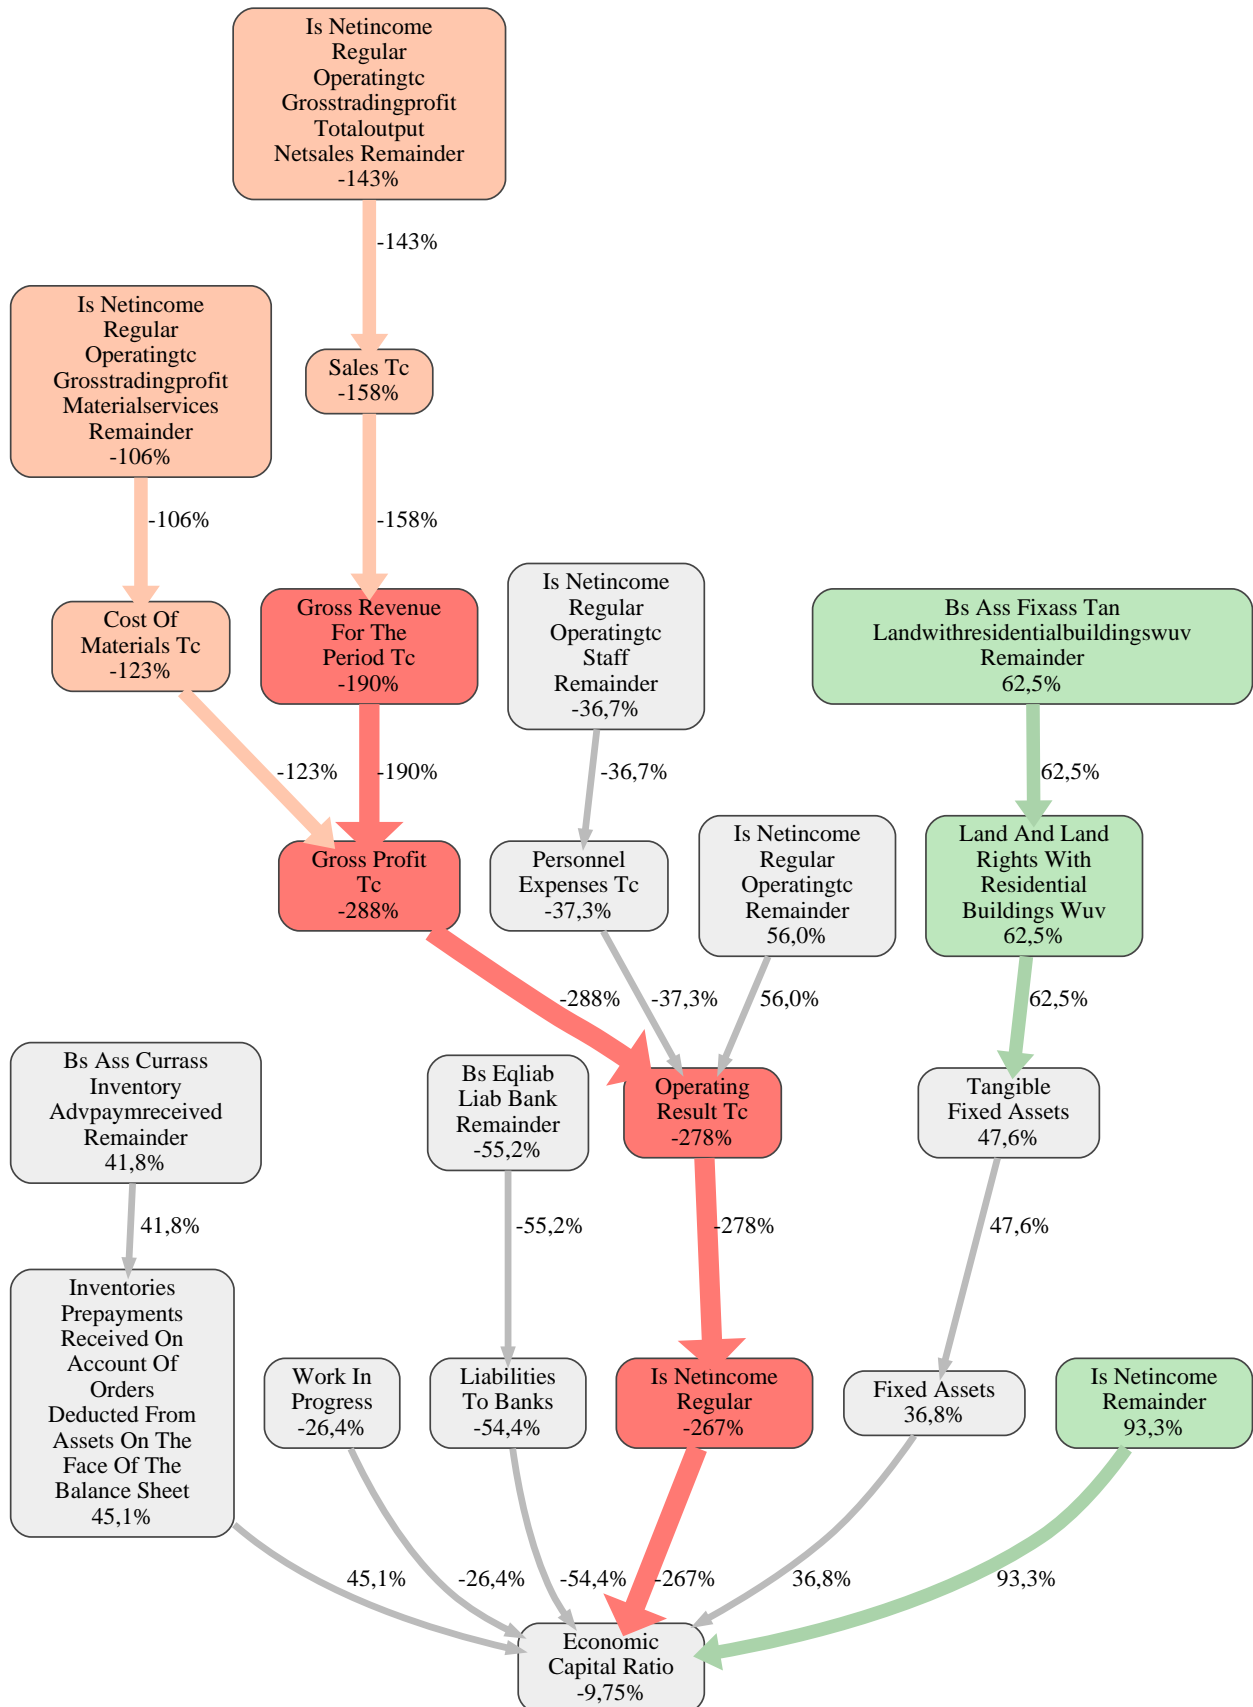 Is Netincome
Regular
Operatingtc
Grosstradingprofit
Totaloutput
Netsales Remainder
-143%
-143%
Is Netincome
Regular
Operatingtc
Grosstradingprofit
Materialservices
Remainder
-106%
Sales Tc
-158%
-106%
-158%
Cost Of
Materials Tc
-123%
Gross Revenue
For The
Period Tc
-190%
Is Netincome
Regular
Operatingtc
Staff
Remainder
-36,7%
Bs Ass Fixass Tan
Landwithresidentialbuildingswuv
Remainder
62,5%
-123%
-190%
-36,7%
62,5%
Gross Profit
Tc
-288%
Personnel
Expenses Tc
-37,3%
Is Netincome
Regular
Operatingtc
Remainder
56,0%
Land And Land
Rights With
Residential
Buildings Wuv
62,5%
-288%
-37,3%
56,0%
62,5%
Bs Ass Currass
Inventory
Advpaymreceived
Remainder
41,8%
Bs Eqliab
Liab Bank
Remainder
-55,2%
Operating
Result Tc
-278%
Tangible
Fixed Assets
47,6%
41,8%
-55,2%
-278%
47,6%
Inventories
Prepayments
Received On
Account Of
Orders
Deducted From
Assets On The
Face Of The
Balance Sheet
45,1%
Work In
Progress
-26,4%
Liabilities
To Banks
-54,4%
Is Netincome
Regular
-267%
Fixed Assets
36,8%
Is Netincome
Remainder
93,3%
45,1%
-26,4%
-54,4%
-267%
36,8%
93,3%
Economic
Capital Ratio
-9,75%